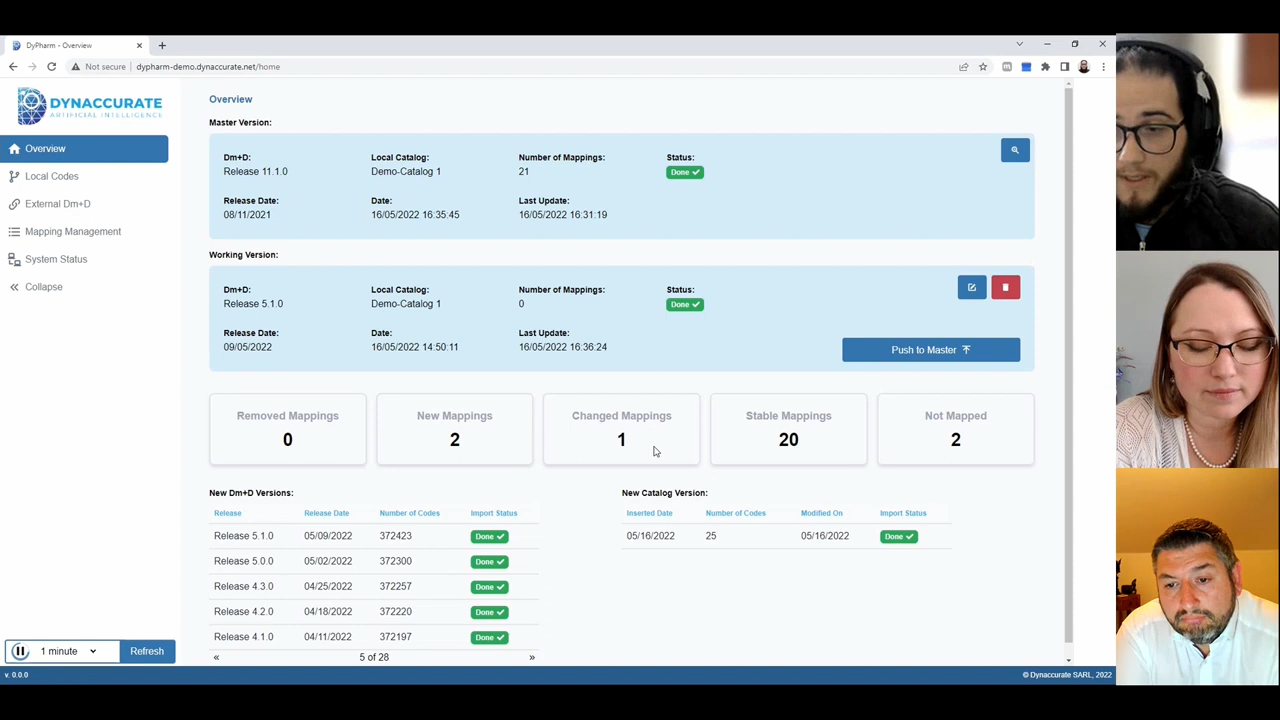 DyPharm - Overview
Not secure
dypharm-demo.dynaccurate.net/home
DYNACCURATE
ARTIFICIAL INTELLIGENCE
Overview
Local Codes
External Dm+D
Mapping Management
System Status
Collapse
1 minute
Refresh
Overview
Master Version:
Dm+D: Local Catalog: Number of Mappings: Status:
Release 11.1.0 Demo-Catalog 1 21 Done
Release Date: Date: Last Update:
08/11/2021 16/05/2022 16:35:45 16/05/2022 16:31:19
Working Version:
Dm+D: Local Catalog: Number of Mappings: Status:
Release 5.1.0 Demo-Catalog 1 0 Done
Release Date: Date: Last Update:
09/05/2022 16/05/2022 14:50:11 16/05/2022 16:36:24
Push to Master
Removed Mappings New Mappings Changed Mappings Stable Mappings Not Mapped
0 2 1 20 2
New Dm+D Versions:
Release Release Date Number of Codes Import Status
Release 5.1.0 05/09/2022 372423 Done
Release 5.0.0 05/02/2022 372300 Done
Release 4.3.0 04/25/2022 372257 Done
Release 4.2.0 04/18/2022 372220 Done
Release 4.1.0 04/11/2022 372197 Done
« 5 of 28 »
New Catalog Version:
Inserted Date Number of Codes Modified On Import Status
05/16/2022 25 05/16/2022 Done
v. 0.0.0
© Dynaccurate SARL, 2022